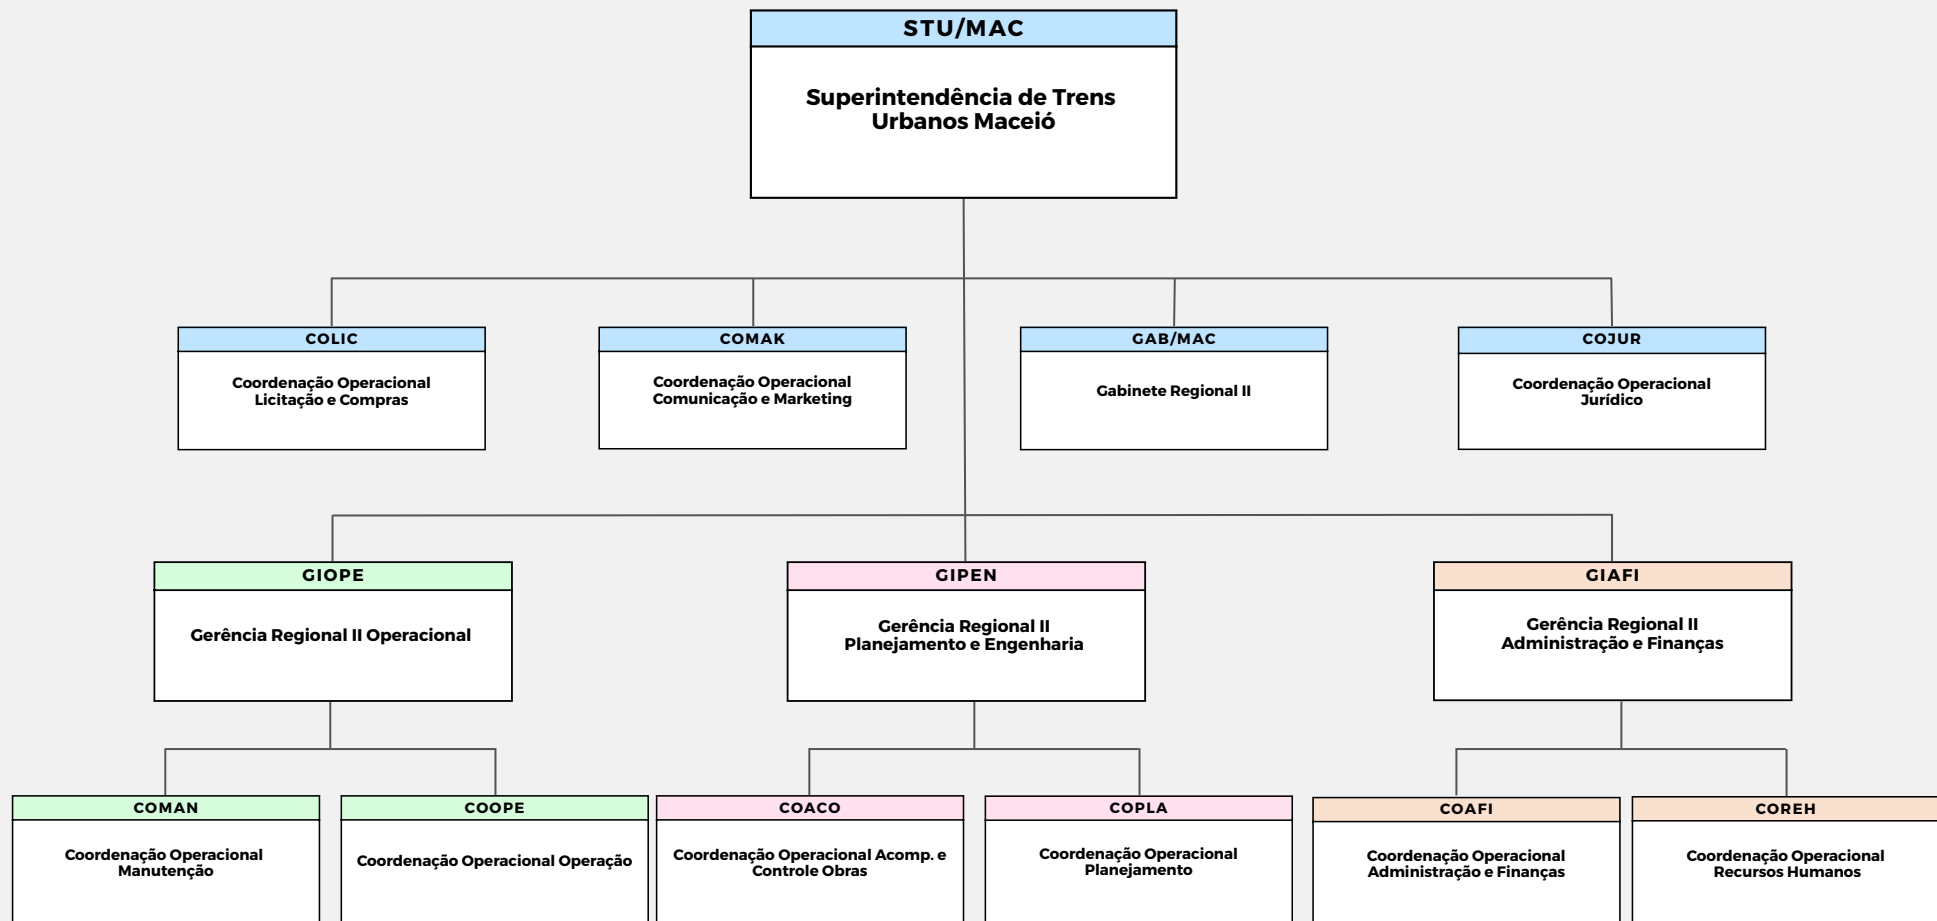 STU/MAC
Superintendência de Trens
Urbanos Maceió
COLIC
Coordenação Operacional
Licitação e Compras
COMAK
Coordenação Operacional
Comunicação e Marketing
GAB/MAC
Gabinete Regional II
COJUR
Coordenação Operacional
Jurídico
GIOPE
Gerência Regional II Operacional
GIPEN
Gerência Regional II
Planejamento e Engenharia
GIAFI
Gerência Regional II
Administração e Finanças
COMAN
Coordenação Operacional
Manutenção
COOPE
Coordenação Operacional Operação
COACO
Coordenação Operacional Acomp. e
Controle Obras
COPLA
Coordenação Operacional
Planejamento
COAFI
Coordenação Operacional
Administração e Finanças
COREH
Coordenação Operacional
Recursos Humanos